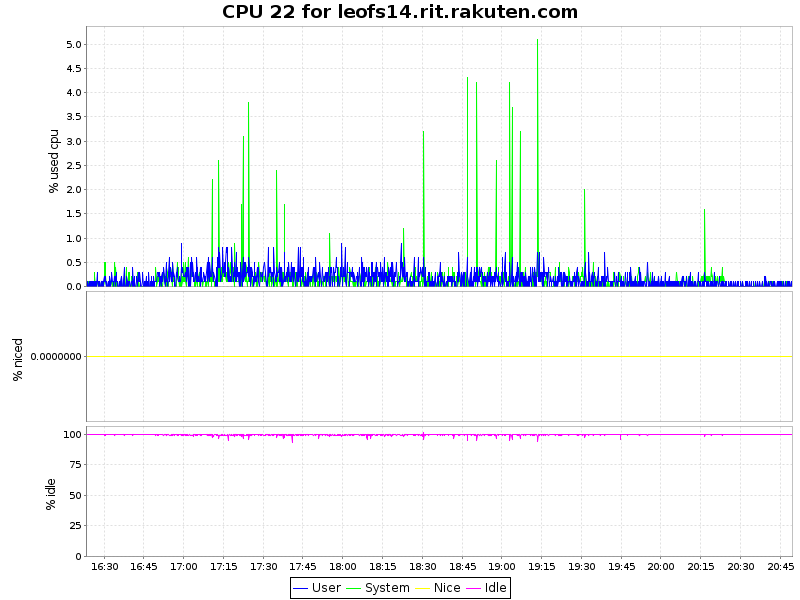 CPU 22 for leofs14.rit.rakuten.com
% used cpu
5.0
4.5
4.0
3.5
3.0
2.5
2.0
1.5
1.0
0.5
0.0
% niced
0.0000000
% idle
100
75
50
25
0
16:30 16:45 17:00 17:15 17:30 17:45 18:00 18:15 18:30 18:45 19:00 19:15 19:30 19:45 20:00 20:15 20:30 20:45
User System Nice Idle